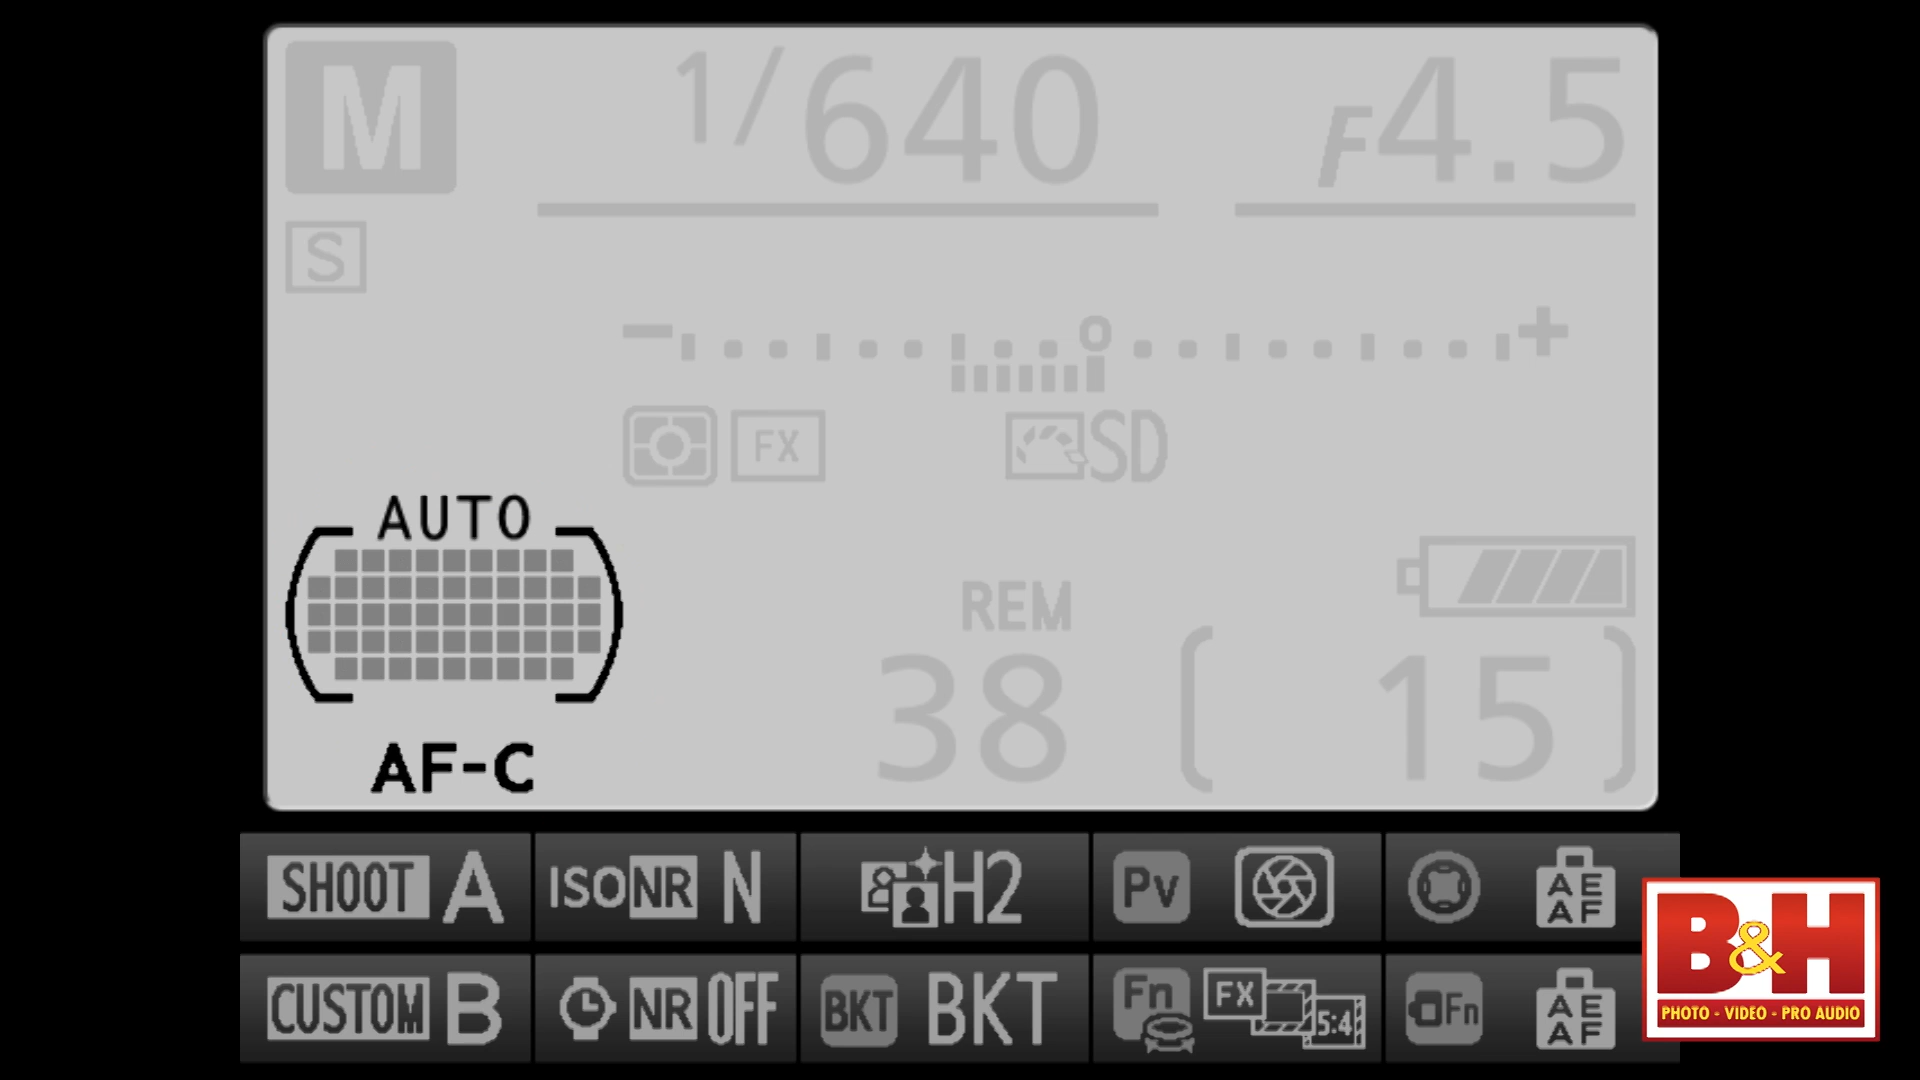 M 1/640 F4.5
S
- 0 +
FX SD
AUTO
REM
38 [ 15 ]
AF-C
SHOOT A ISO NR N H2 Pv AE AF
CUSTOM B NR OFF BKT BKT Fn FX 5:4 Fn AE AF
B&H
PHOTO - VIDEO - PRO AUDIO